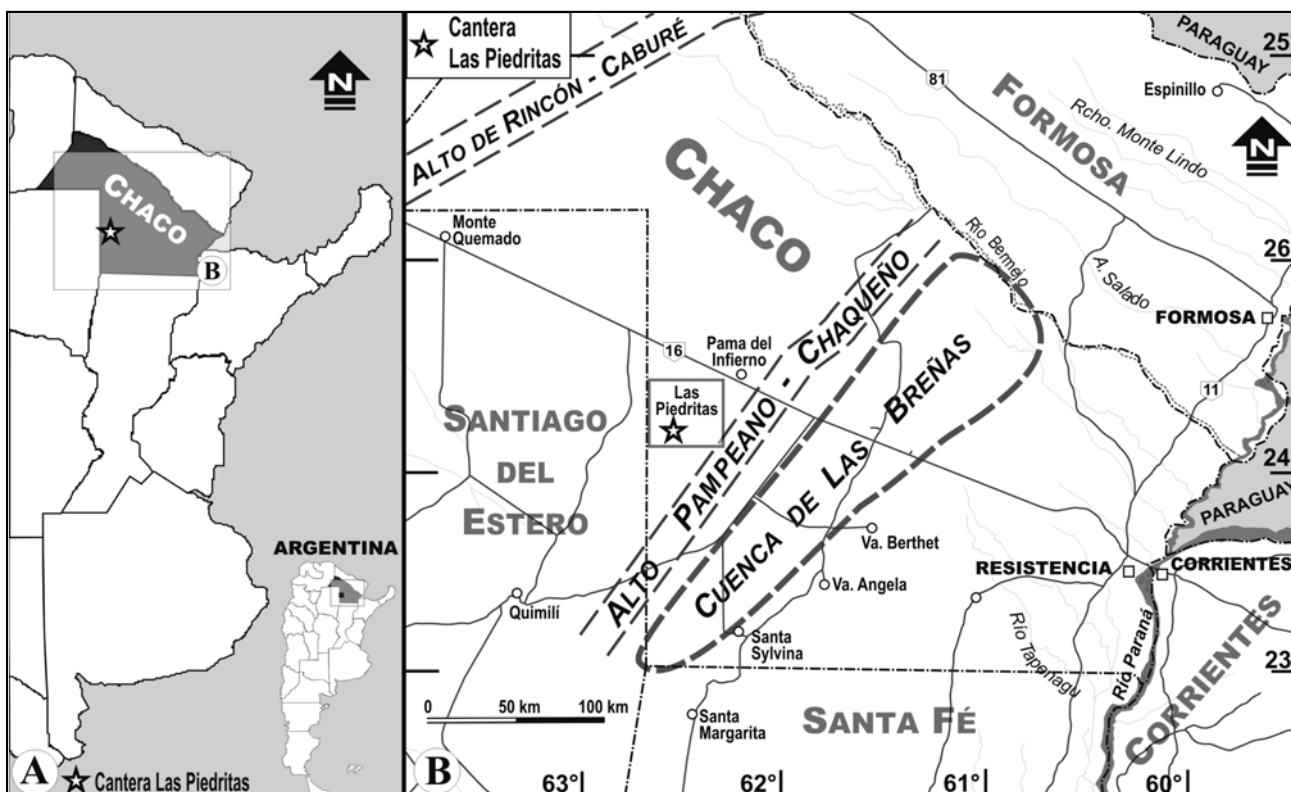 N
CHACO
B
ARGENTINA
A
Cantera Las Piedritas
Cantera
Las Piedritas
ALTO DE RINCÓN - CABURÉ
PARAGUAY
25°
81
Espinillo
FORMOSA
Rcho. Monte Lindo
N
CHACO
Monte
Quemado
Río Bermejo
26
A. Salado
FORMOSA
16
Pama del
Infierno
11
ALTO PAMPEANO - CHAQUEÑO
Las
Piedritas
CUENCA DE LAS BREÑAS
SANTIAGO
DEL
ESTERO
24
PARAGUAY
Va. Berthet
RESISTENCIA
CORRIENTES
Va. Angela
Quimilí
Santa
Sylvina
Río Tapenagu
Río Paraná
CORRIENTES
23
0 50 km 100 km
Santa
Margarita
SANTA FÉ
B
63° 62° 61° 60°